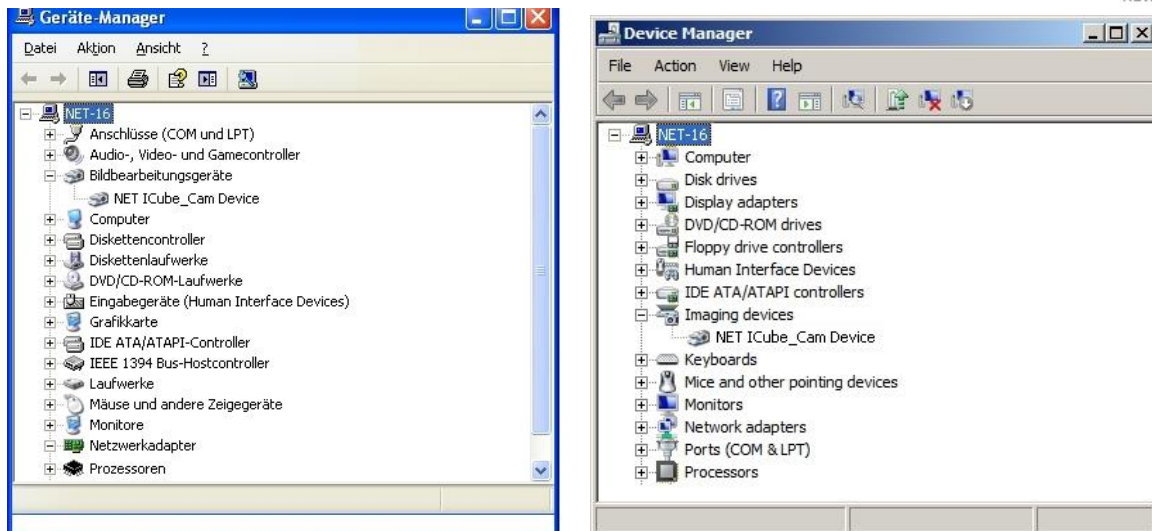 Geräte-Manager
Datei Aktion Ansicht ?
NET-16
Anschlüsse (COM und LPT)
Audio-, Video- und Gamecontroller
Bildbearbeitungsgeräte
NET ICube_Cam Device
Computer
Diskettencontroller
Diskettenlaufwerke
DVD/CD-ROM-Laufwerke
Eingabegeräte (Human Interface Devices)
Grafikkarte
IDE ATA/ATAPI-Controller
IEEE 1394 Bus-Hostcontroller
Laufwerke
Mäuse und andere Zeigegeräte
Monitore
Netzwerkadapter
Prozessoren
Device Manager
File Action View Help
NET-16
Computer
Disk drives
Display adapters
DVD/CD-ROM drives
Floppy drive controllers
Human Interface Devices
IDE ATA/ATAPI controllers
Imaging devices
NET ICube_Cam Device
Keyboards
Mice and other pointing devices
Monitors
Network adapters
Ports (COM & LPT)
Processors